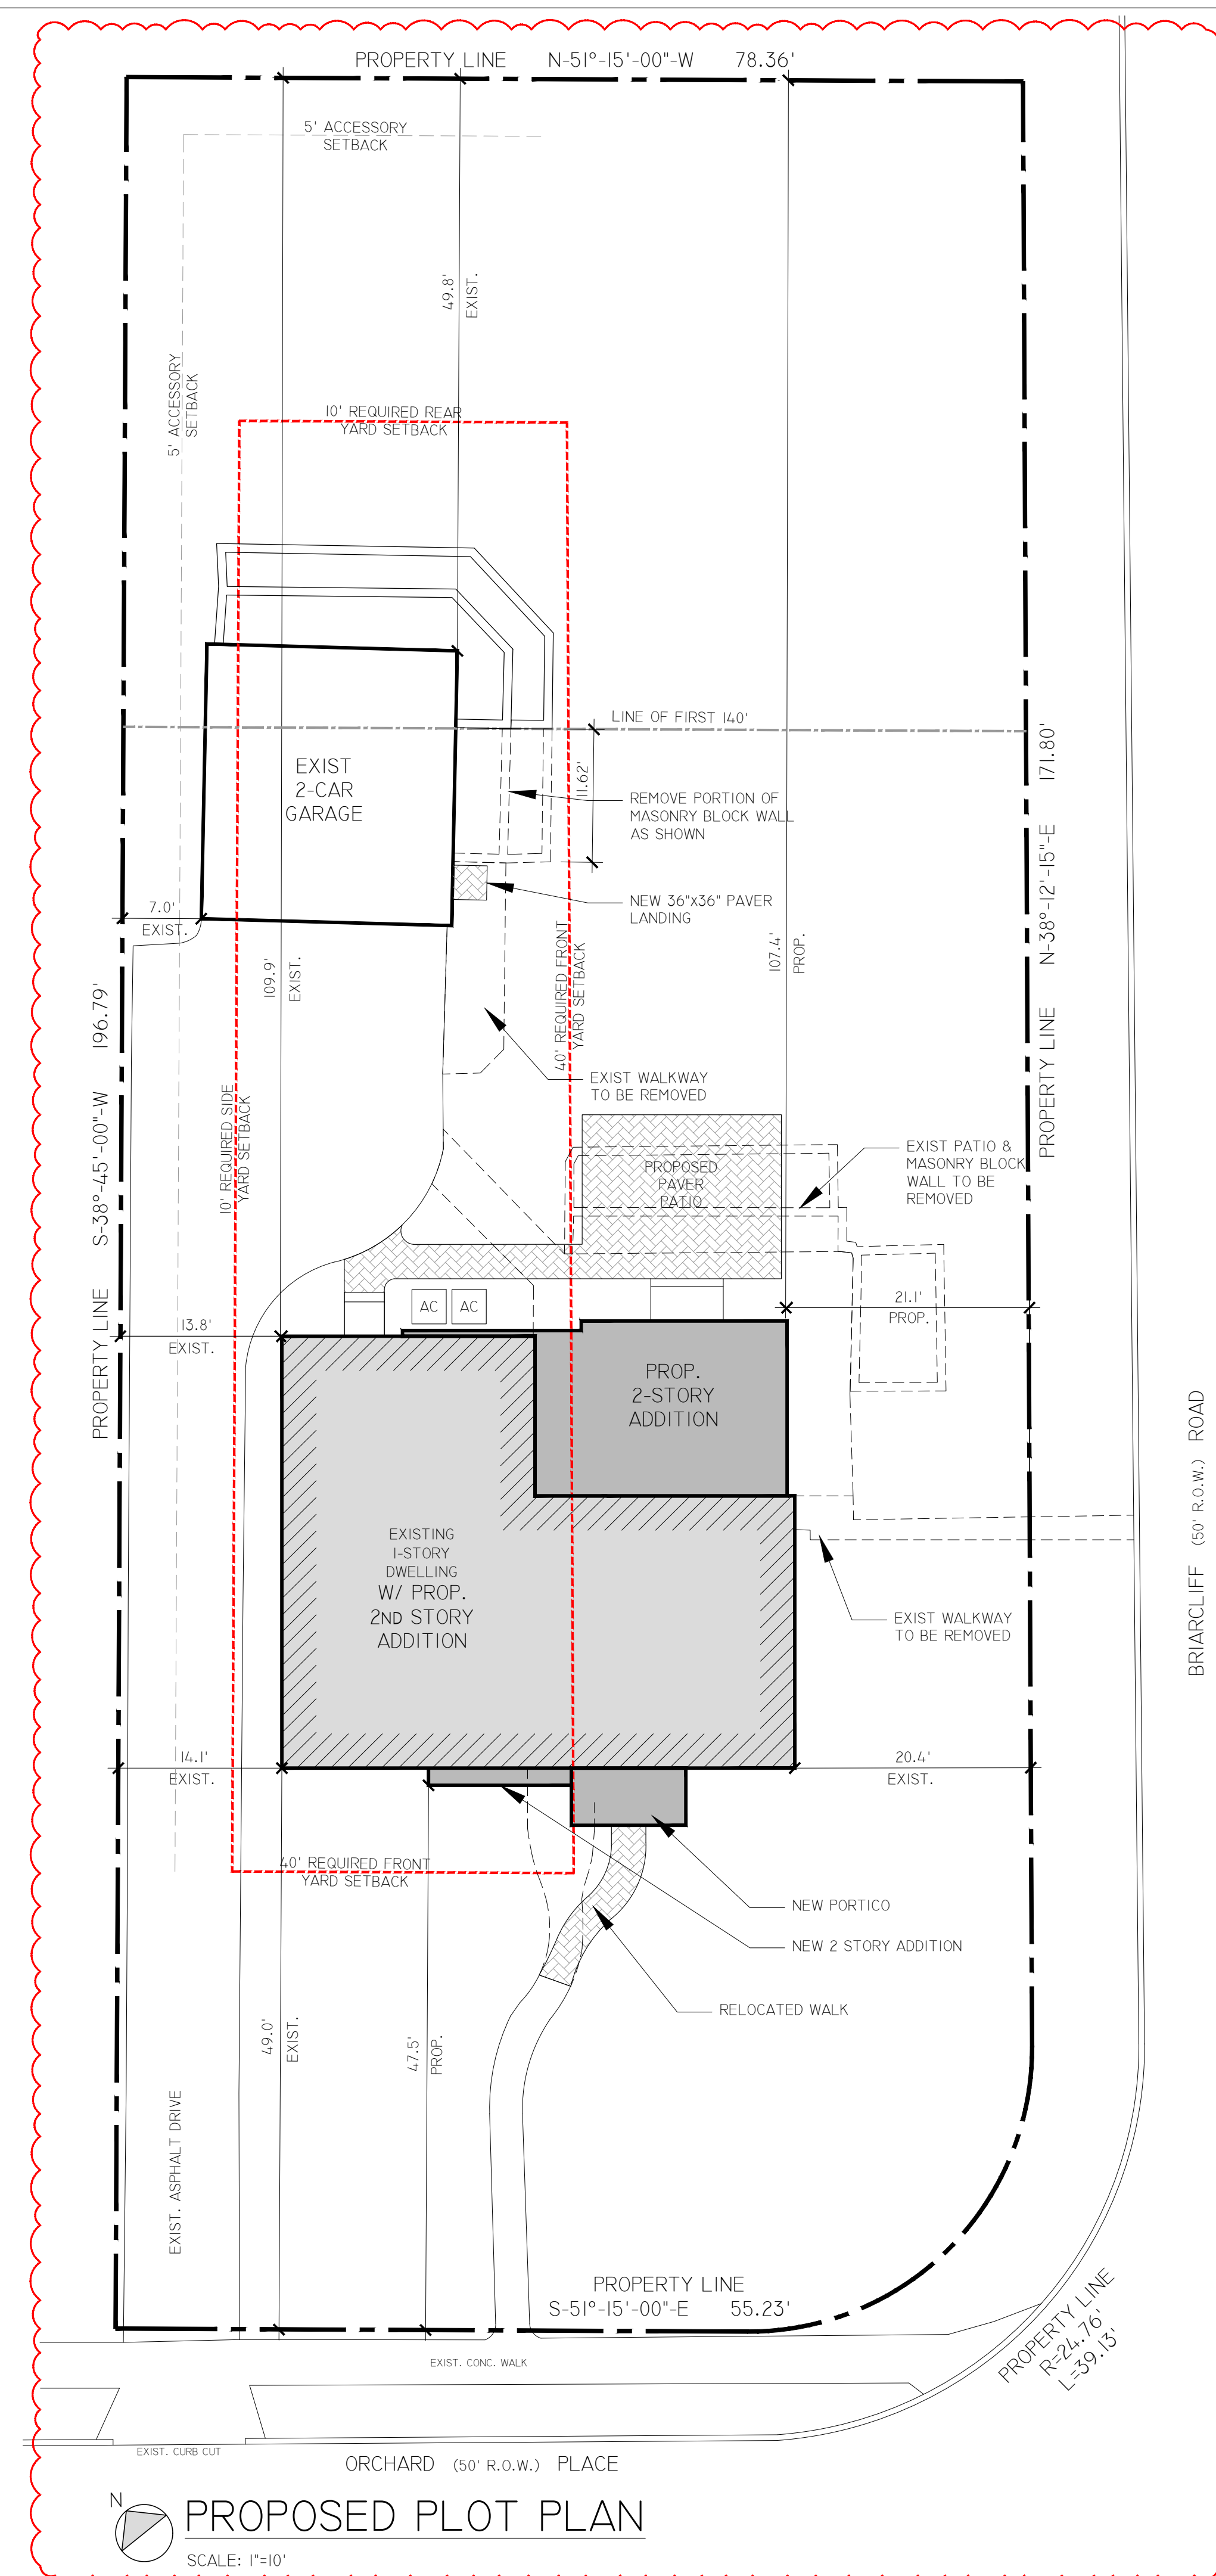 PROPERTY LINE N-51°-15'-00"-W 78.36'
5' ACCESSORY
SETBACK
49.8'
EXIST.
5' ACCESSORY
SETBACK
10' REQUIRED REAR
YARD SETBACK
LINE OF FIRST 140'
EXIST
2-CAR
GARAGE
11.62'
REMOVE PORTION OF
MASONRY BLOCK WALL
AS SHOWN
NEW 36"x36" PAVER
LANDING
7.0'
EXIST.
109.9'
EXIST.
40' REQUIRED FRONT
YARD SETBACK
107.4'
PROP.
PROPERTY LINE N-38°-12'-15"-E 171.80'
PROPERTY LINE S-38°-45'-00"-W 196.79'
EXIST WALKWAY
TO BE REMOVED
10' REQUIRED SIDE
YARD SETBACK
PROPOSED
PAVER
PATIO
EXIST PATIO &
MASONRY BLOCK
WALL TO BE
REMOVED
AC
AC
13.8'
EXIST.
21.1'
PROP.
PROP.
2-STORY
ADDITION
EXISTING
1-STORY
DWELLING
W/ PROP.
2ND STORY
ADDITION
EXIST WALKWAY
TO BE REMOVED
BRIARCLIFF (50' R.O.W.) ROAD
14.1'
EXIST.
20.4'
EXIST.
40' REQUIRED FRONT
YARD SETBACK
NEW PORTICO
NEW 2 STORY ADDITION
RELOCATED WALK
49.0'
EXIST.
47.5'
PROP.
EXIST. ASPHALT DRIVE
PROPERTY LINE
S-51°-15'-00"-E 55.23'
PROPERTY LINE
R=24.76'
L=39.13'
EXIST. CONC. WALK
EXIST. CURB CUT
ORCHARD (50' R.O.W.) PLACE
N
PROPOSED PLOT PLAN
SCALE: 1"=10'